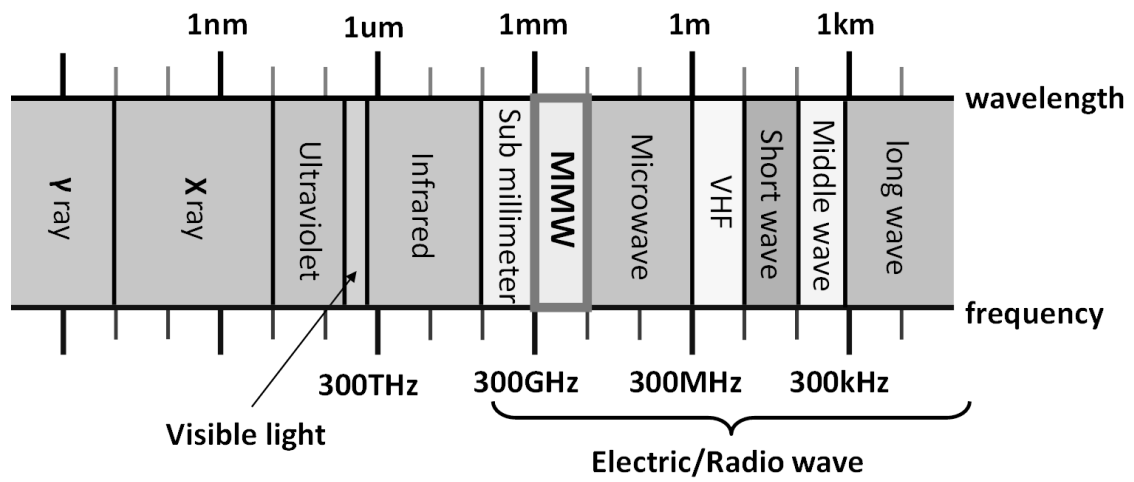 1nm
1um
1mm
1m
1km
wavelength
γ ray
X ray
Ultraviolet
Infrared
Sub millimeter
MMW
Microwave
VHF
Short wave
Middle wave
long wave
frequency
300THz
300GHz
300MHz
300kHz
Visible light
Electric/Radio wave